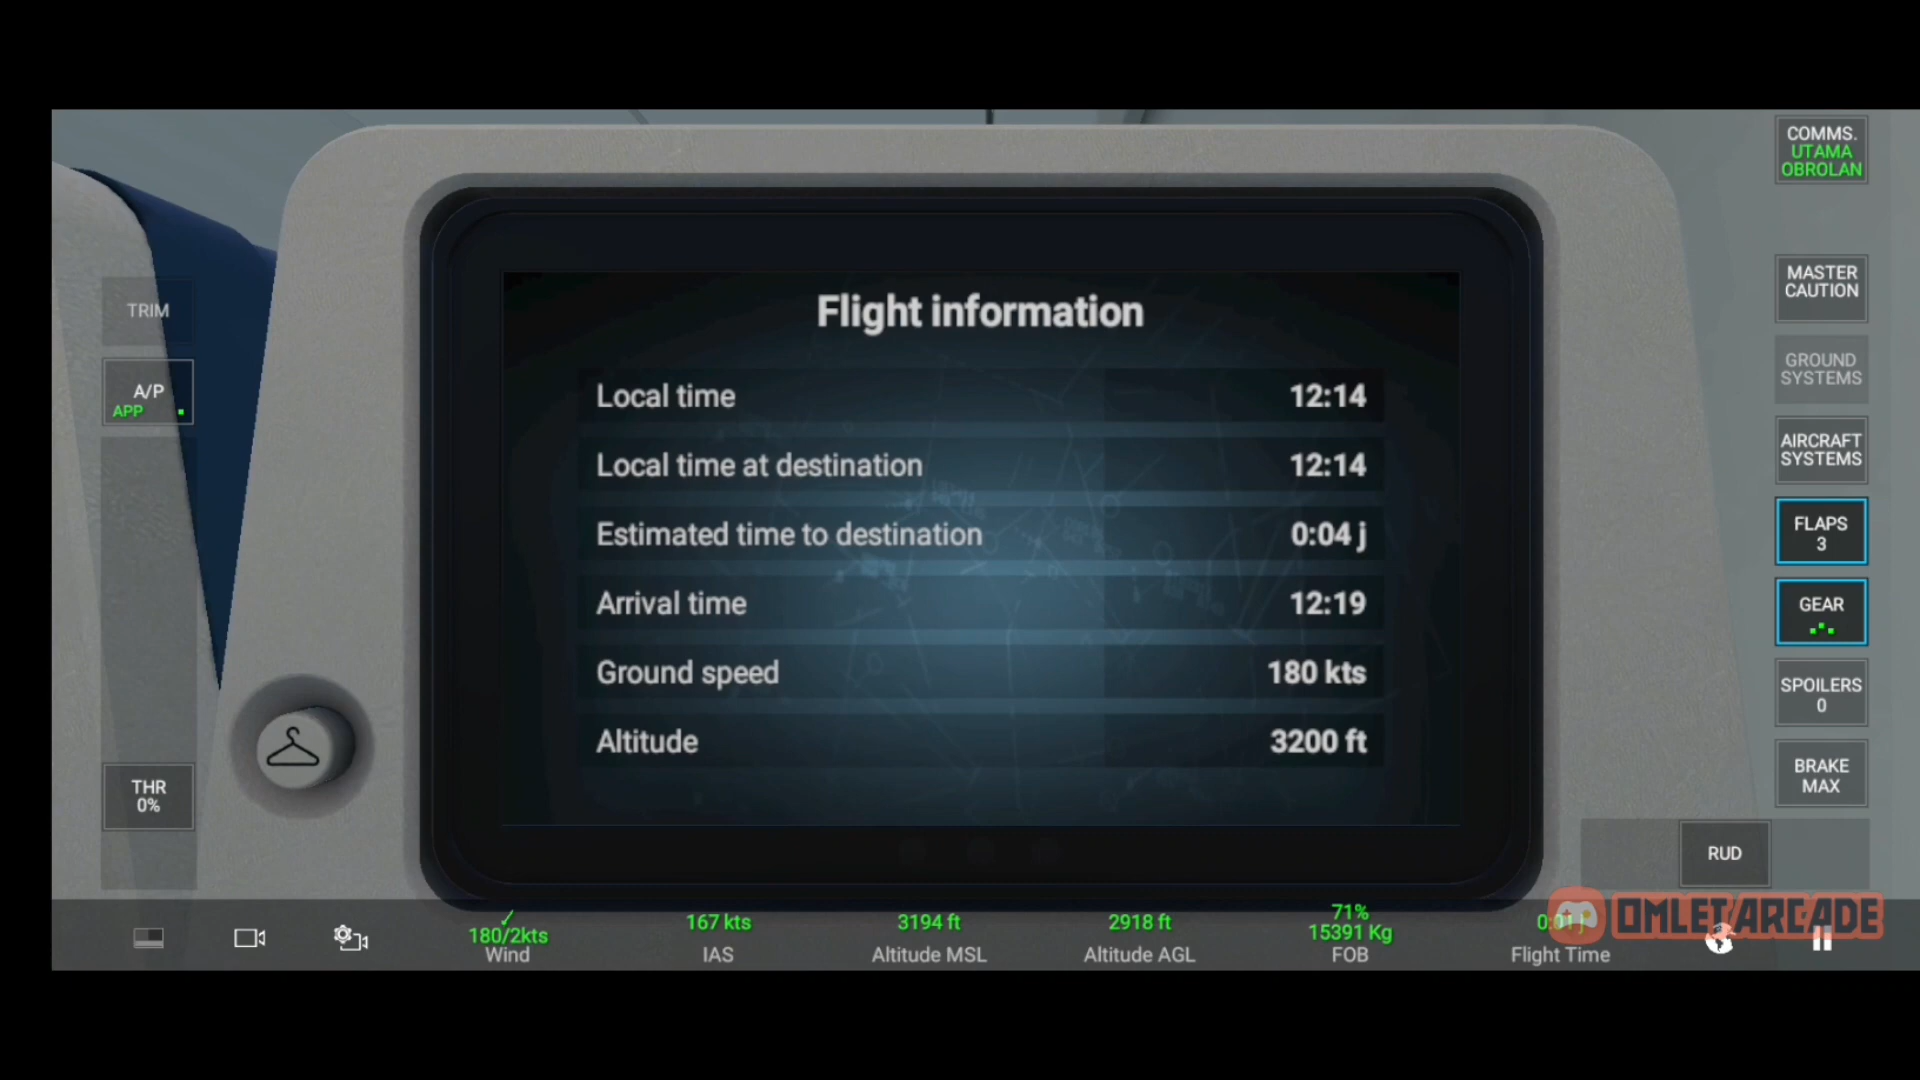 COMMS.
UTAMA
OBROLAN
MASTER
CAUTION
TRIM
A/P
APP
GROUND
SYSTEMS
AIRCRAFT
SYSTEMS
FLAPS
3
GEAR
SPOILERS
0
BRAKE
MAX
THR
0%
RUD
Flight information
Local time 12:14
Local time at destination 12:14
Estimated time to destination 0:04 j
Arrival time 12:19
Ground speed 180 kts
Altitude 3200 ft
180/2kts
Wind
167 kts
IAS
3194 ft
Altitude MSL
2918 ft
Altitude AGL
71%
15391 Kg
FOB
Flight Time
OMLET ARCADE